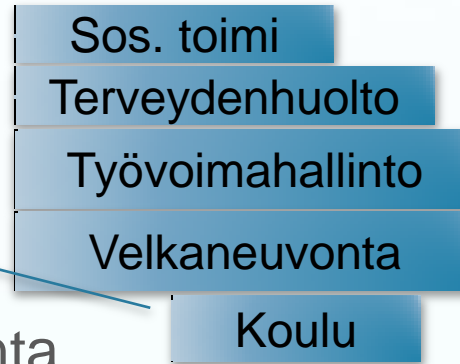 Sos. toimi
Terveydenhuolto
Työvoimahallinto
Velkaneuvonta
Koulu